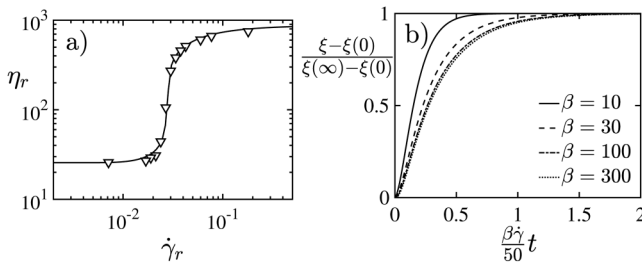 a)
η_r
10^3
10^2
10^1
10^-2
10^-1
γ̇_r
b)
ξ−ξ(0)
ξ(∞)−ξ(0)
1
0.5
0
β = 10
β = 30
β = 100
β = 300
0 0.5 1 1.5 2
βγ̇/50 t